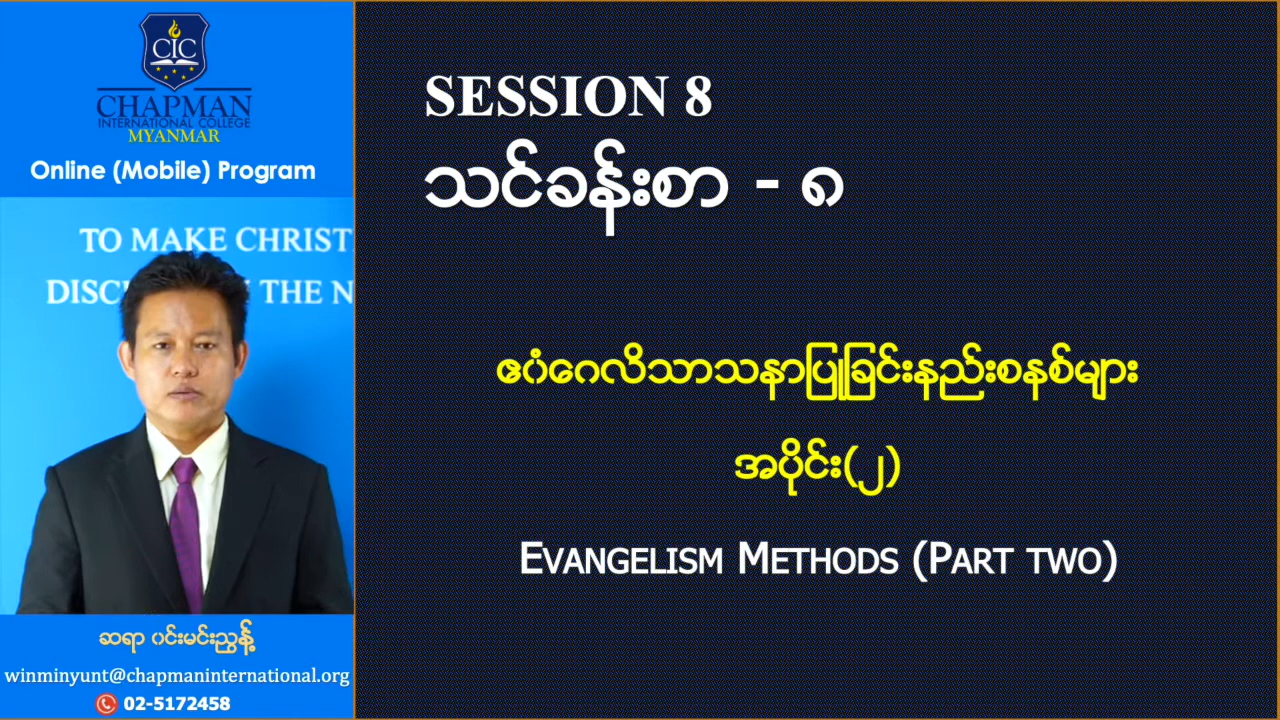 CIC
CHAPMAN
INTERNATIONAL COLLEGE
MYANMAR
Online (Mobile) Program
TO MAKE CHRIST
DISC THE N
ဆရာ ဝင်းမင်းညွန့်
winminyunt@chapmaninternational.org
02-5172458
SESSION 8
သင်ခန်းစာ - ၈
ဧဝံဂေလိသာသနာပြုခြင်းနည်းစနစ်များ
အပိုင်း(၂)
EVANGELISM METHODS (PART TWO)